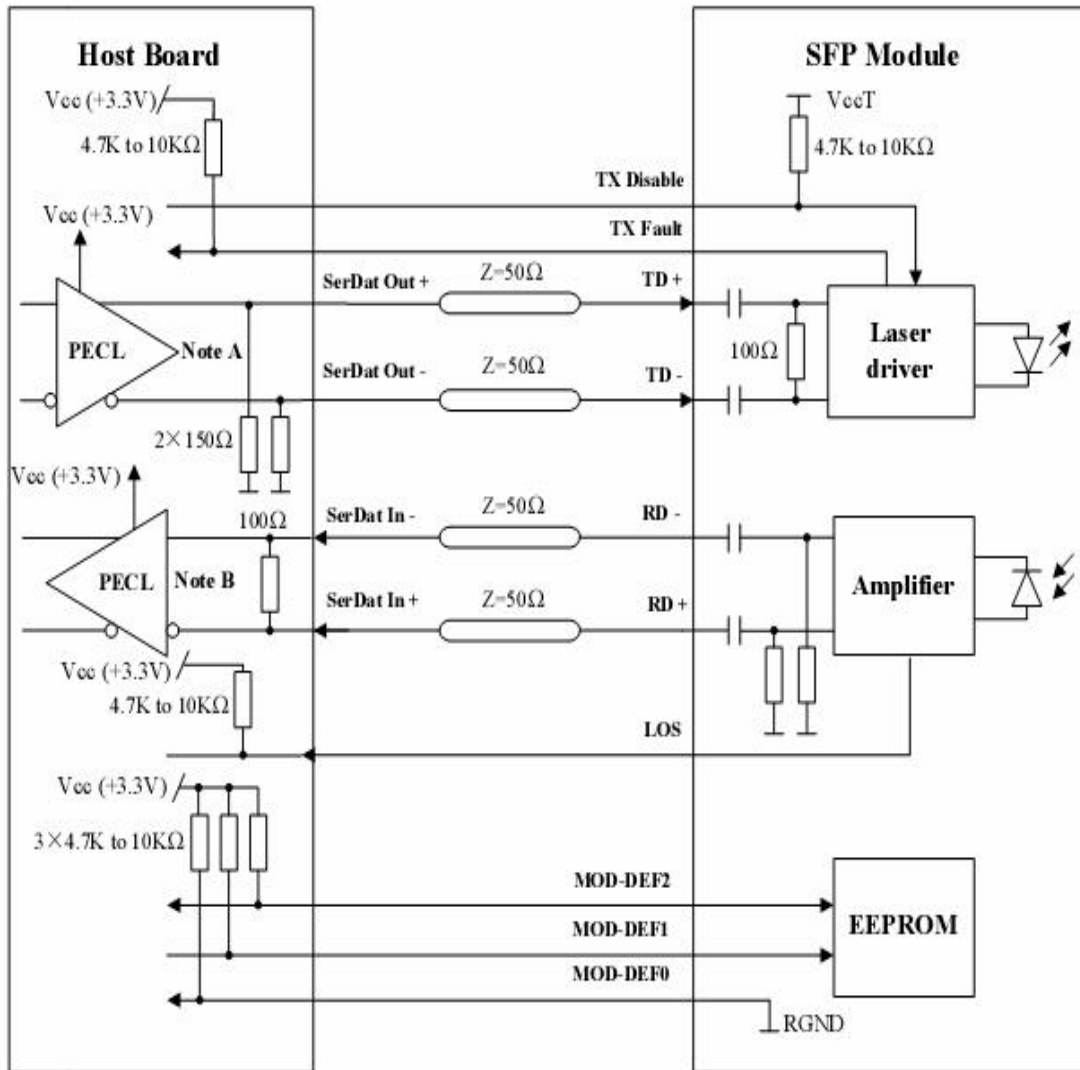 Host Board
SFP Module
Vcc (+3.3V)
VccT
4.7K to 10KΩ
4.7K to 10KΩ
TX Disable
Vcc (+3.3V)
TX Fault
SerDat Out +
Z=50Ω
TD +
PECL
Note A
Laser
driver
100Ω
SerDat Out -
Z=50Ω
TD -
2×150Ω
Vcc (+3.3V)
100Ω
SerDat In -
Z=50Ω
RD -
PECL
Note B
Amplifier
SerDat In +
Z=50Ω
RD +
Vcc (+3.3V)
4.7K to 10KΩ
LOS
Vcc (+3.3V)
3×4.7K to 10KΩ
MOD-DEF2
EEPROM
MOD-DEF1
MOD-DEF0
RGND